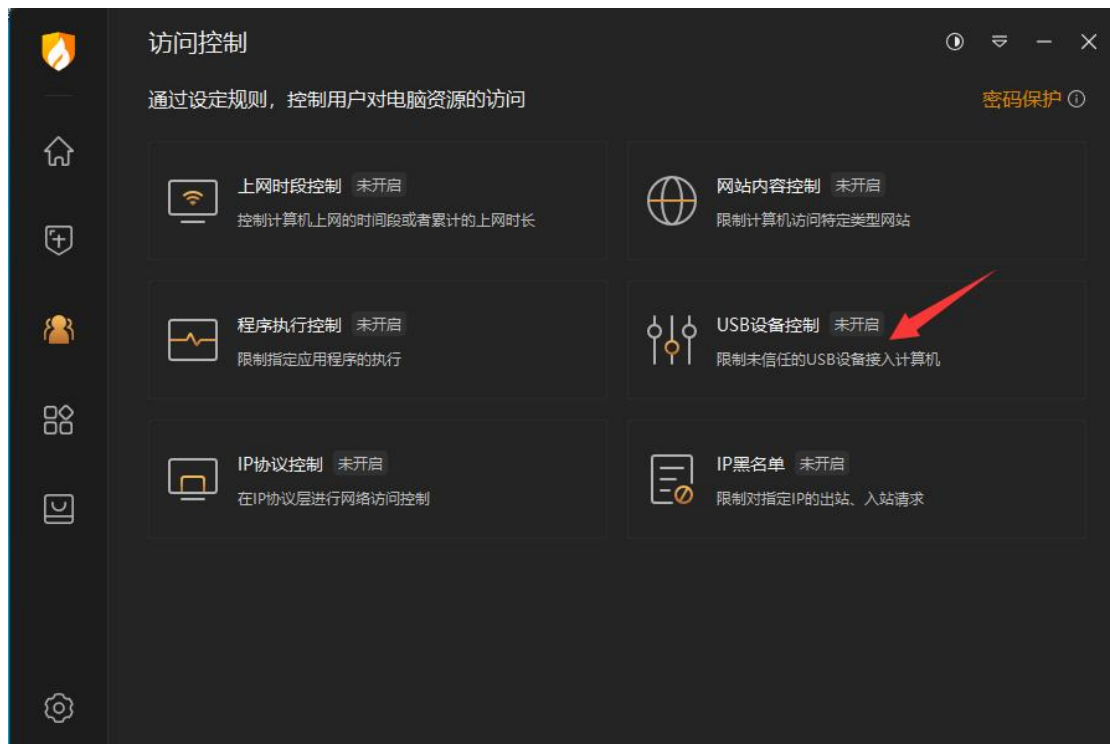 访问控制
通过设定规则，控制用户对电脑资源的访问
密码保护
上网时段控制 未开启
控制计算机上网的时间段或者累计的上网时长
网站内容控制 未开启
限制计算机访问特定类型网站
程序执行控制 未开启
限制指定应用程序的执行
USB设备控制 未开启
限制未信任的USB设备接入计算机
IP协议控制 未开启
在IP协议层进行网络访问控制
IP黑名单 未开启
限制对指定IP的出站、入站请求